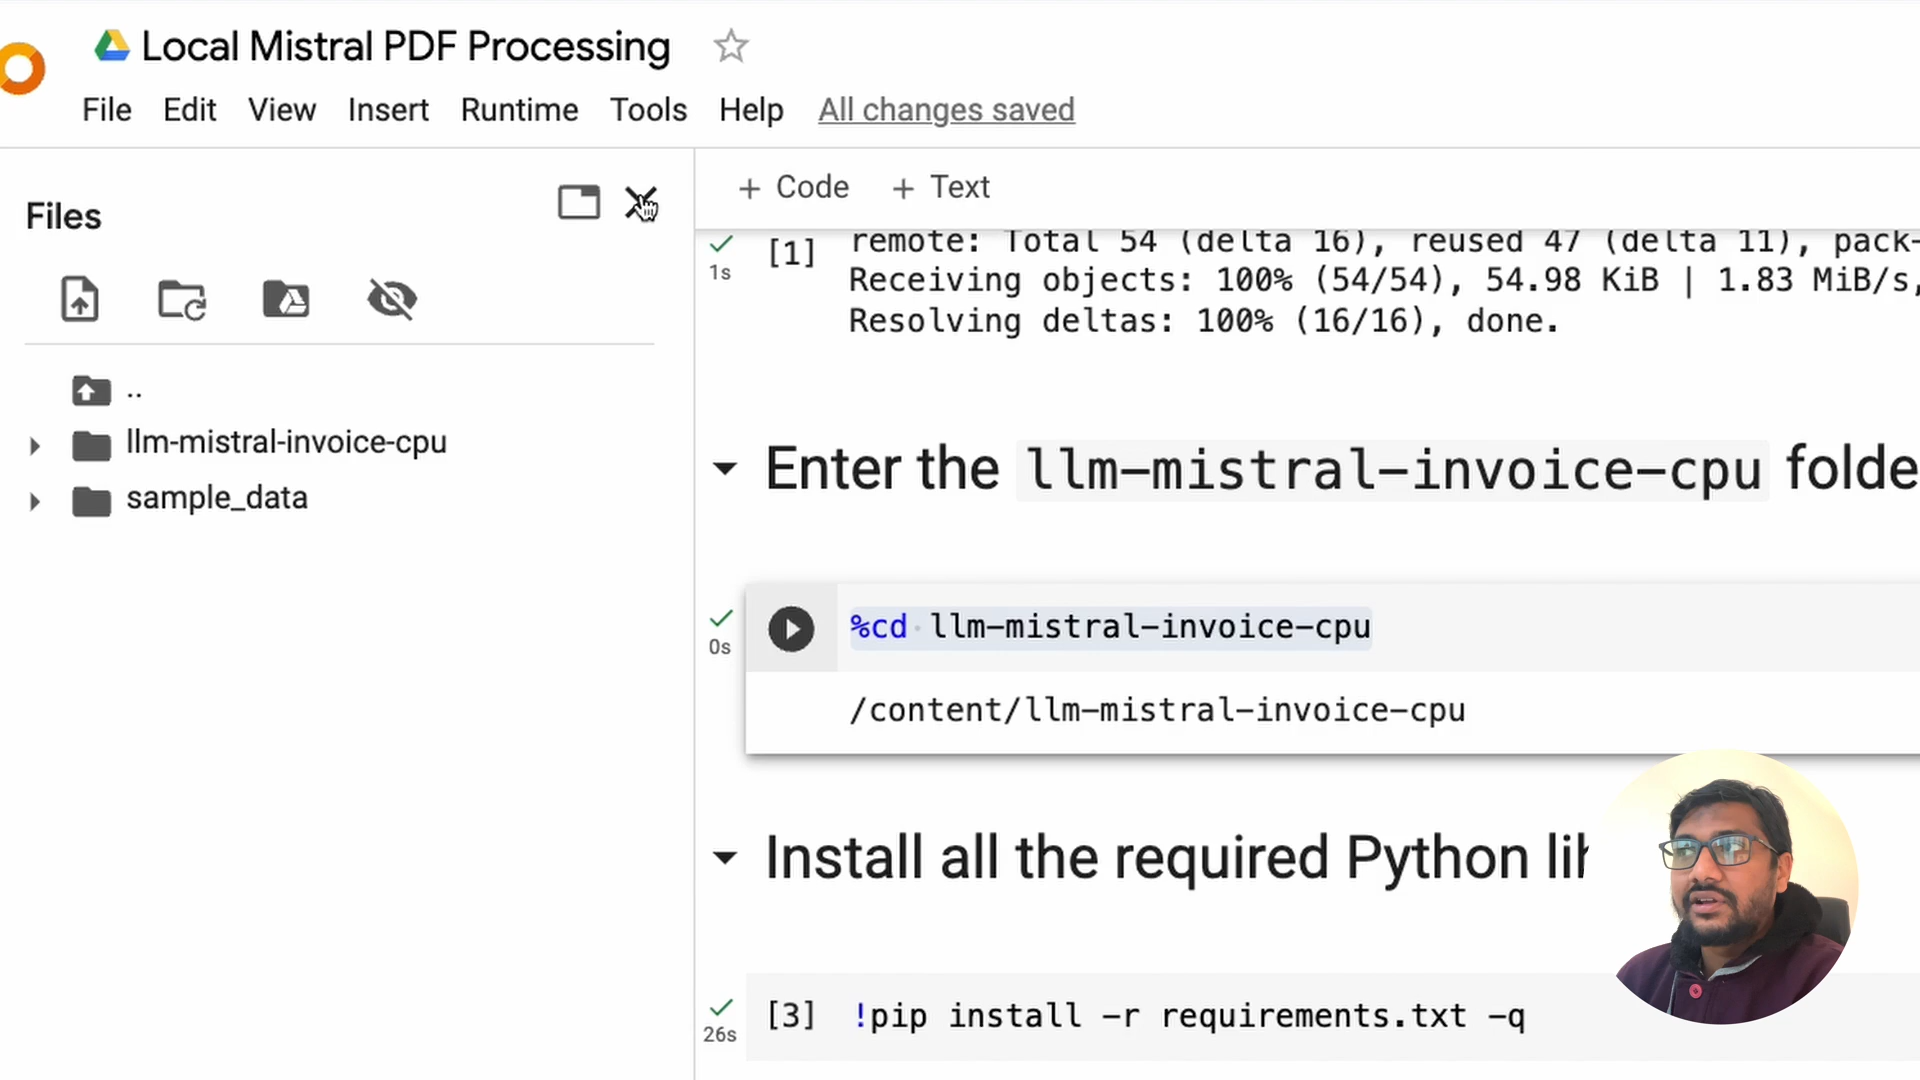 Local Mistral PDF Processing
File Edit View Insert Runtime Tools Help All changes saved
Files
..
llm-mistral-invoice-cpu
sample_data
+ Code + Text
1s
[1]
remote: Total 54 (delta 16), reused 47 (delta 11), pack-
Receiving objects: 100% (54/54), 54.98 KiB | 1.83 MiB/s,
Resolving deltas: 100% (16/16), done.
Enter the llm-mistral-invoice-cpu folde
0s
%cd llm-mistral-invoice-cpu
/content/llm-mistral-invoice-cpu
Install all the required Python lib
26s
[3]
!pip install -r requirements.txt -q